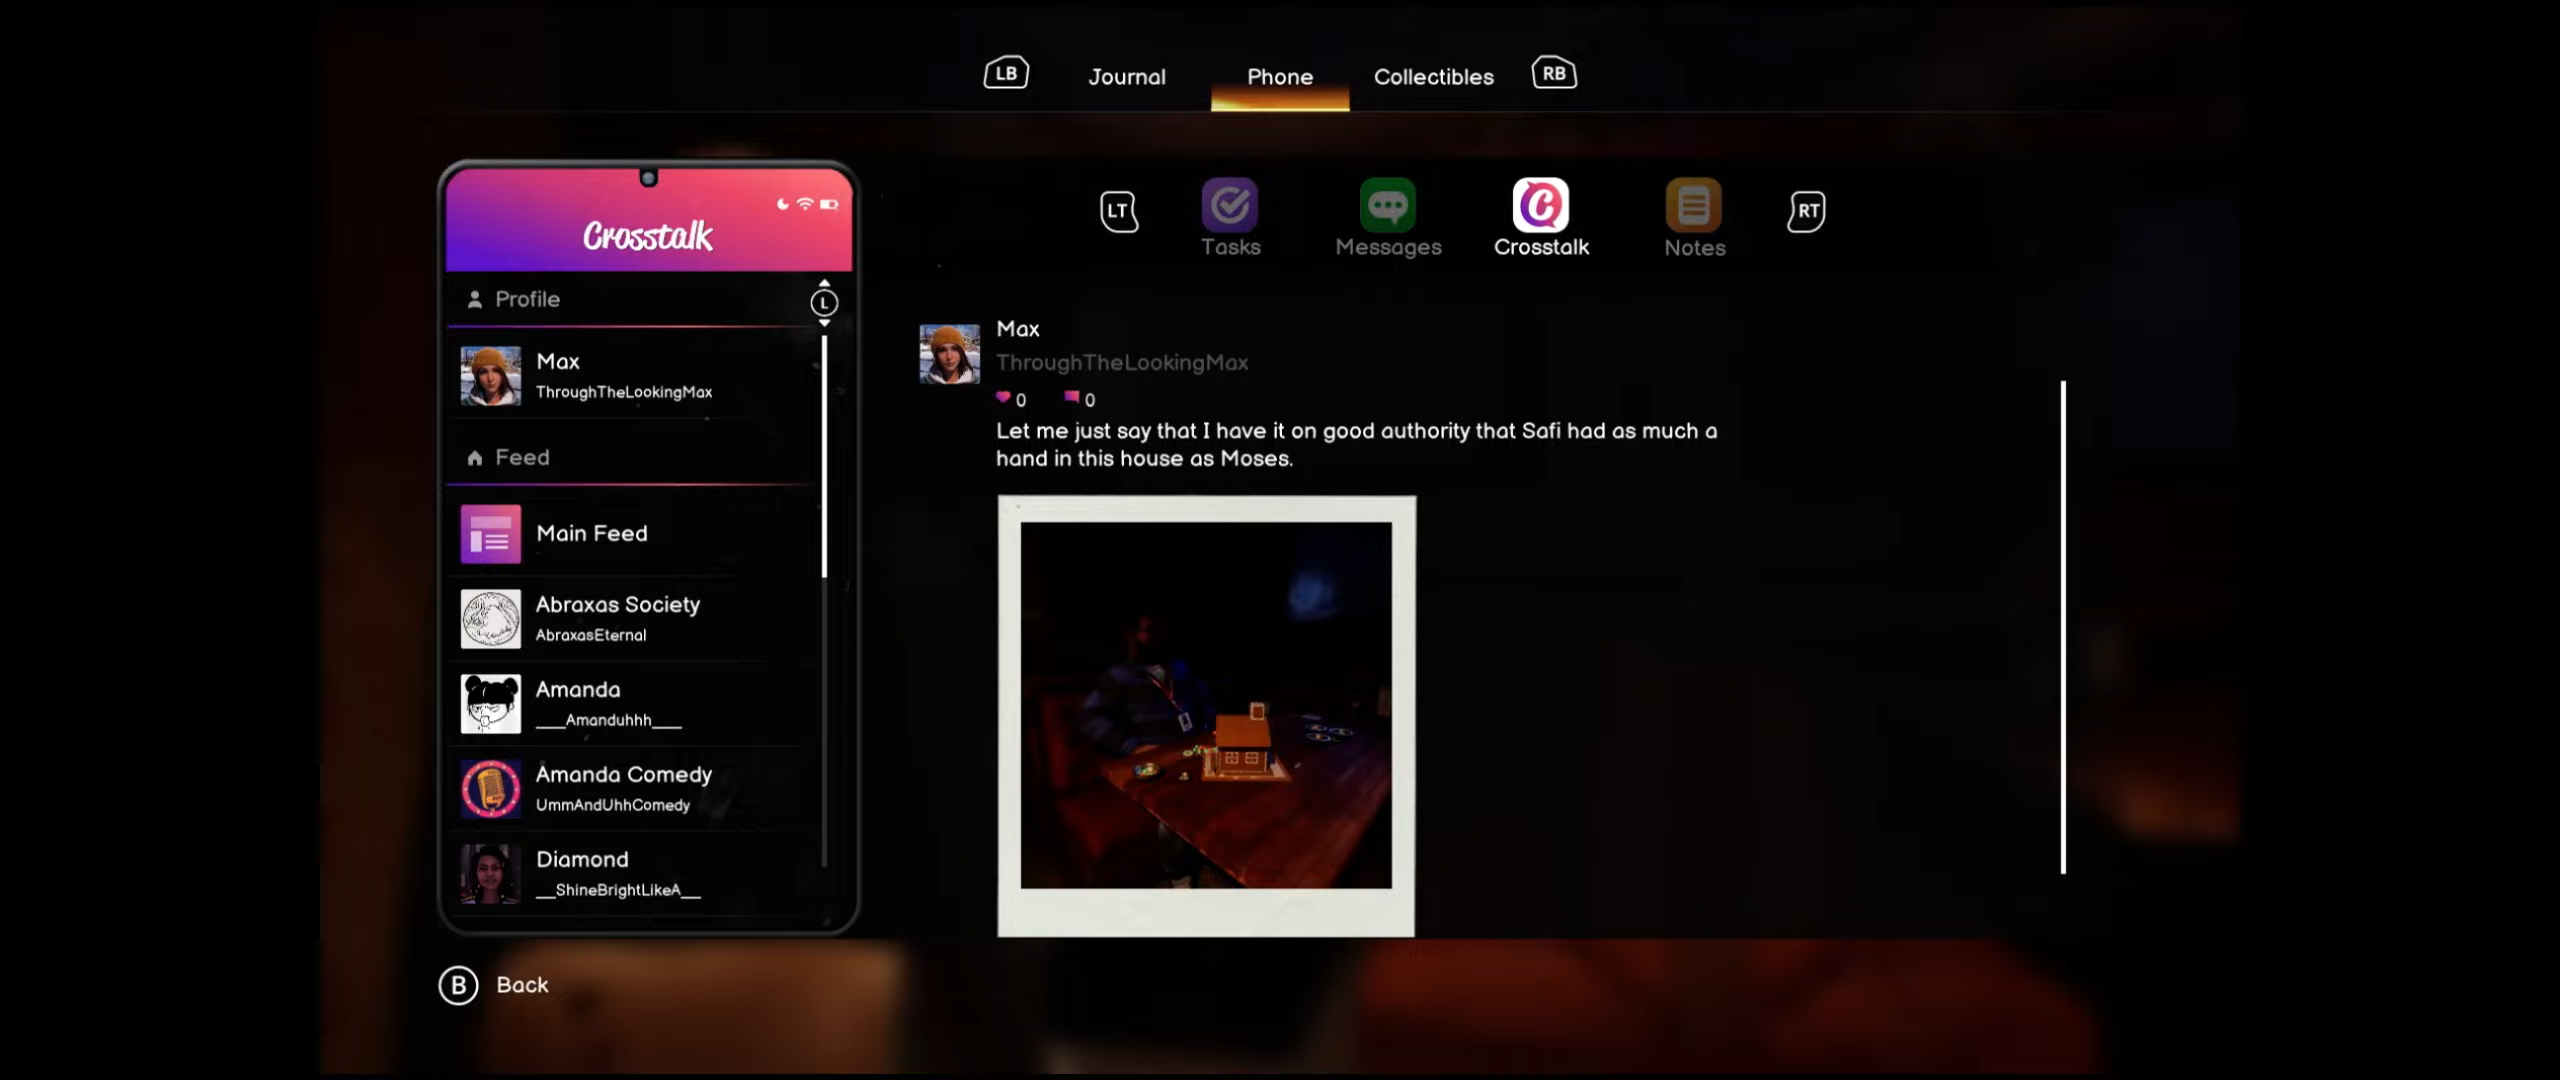 LB
Journal
Phone
Collectibles
RB
Crosstalk
LT
Tasks
Messages
Crosstalk
Notes
RT
Profile
L
Max
ThroughTheLookingMax
Feed
Main Feed
Abraxas Society
AbraxasEternal
Amanda
___Amanduhhh___
Amanda Comedy
UmmAndUhhComedy
Diamond
__ShineBrightLikeA__
Max
ThroughTheLookingMax
0 0
Let me just say that I have it on good authority that Safi had as much a
hand in this house as Moses.
B Back